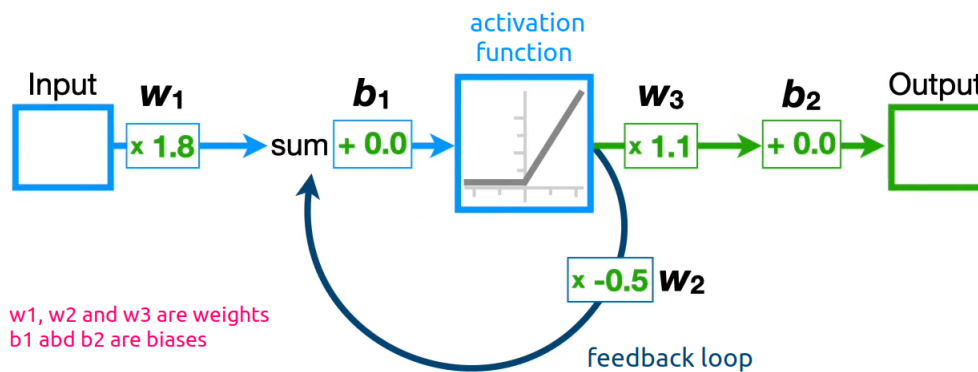 activation
function
Input
w1
b1
w3
b2
Output
x 1.8
sum
+ 0.0
x 1.1
+ 0.0
x -0.5
w2
w1, w2 and w3 are weights
b1 abd b2 are biases
feedback loop